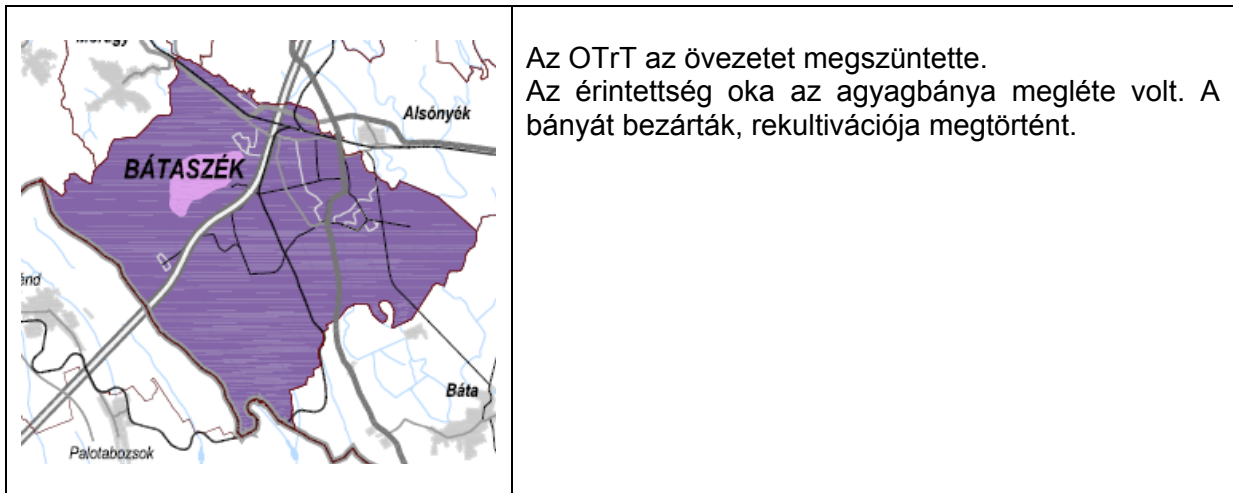 Alsónyék
BÁTASZÉK
Báta
Palotabozsok
Az OTrT az övezetet megszüntette.
Az érintettség oka az agyagbánya megléte volt. A
bányát bezárták, rekultivációja megtörtént.